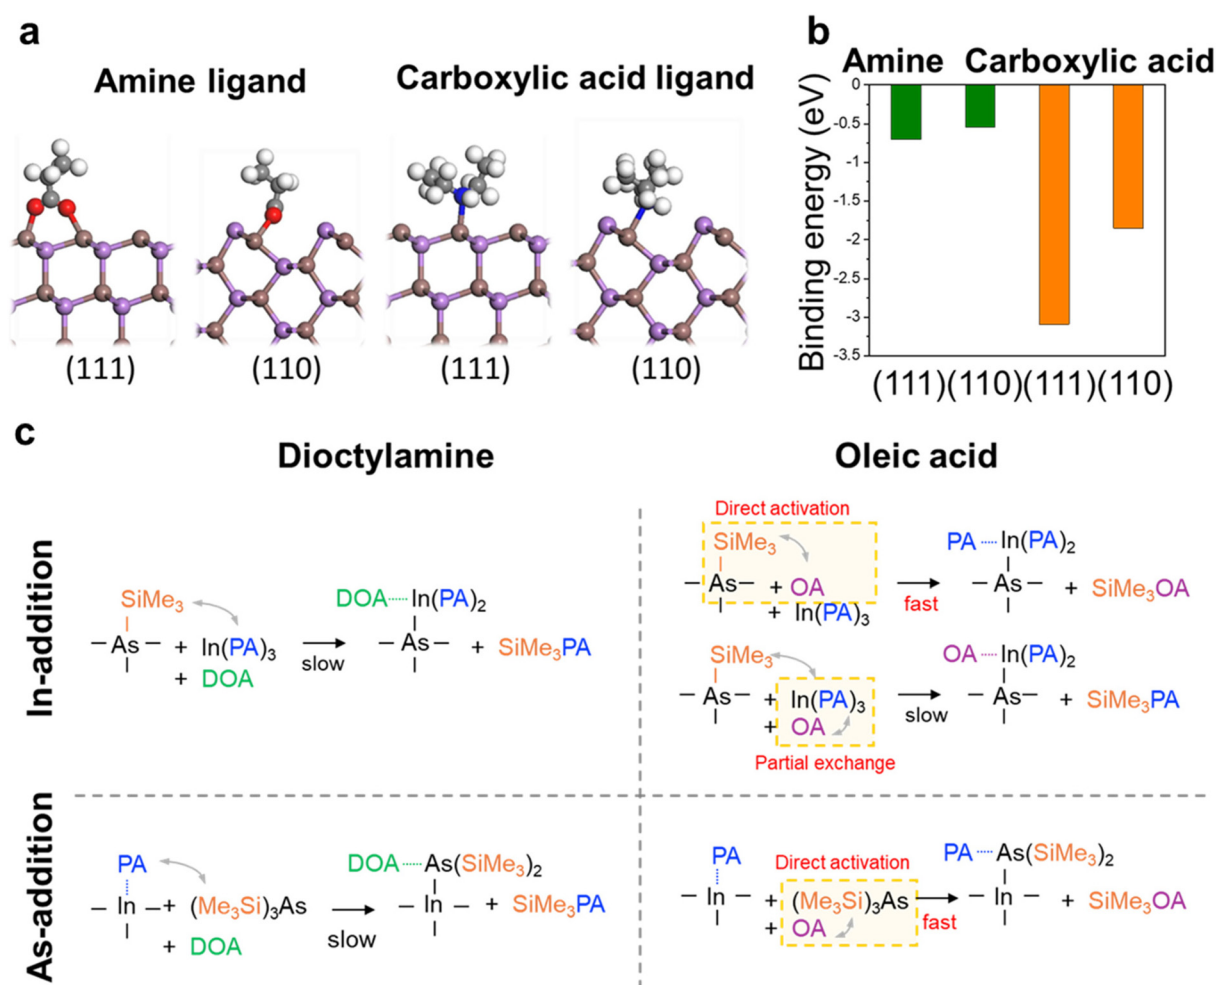 a
Amine ligand
Carboxylic acid ligand
(111)
(110)
(111)
(110)
b
Amine Carboxylic acid
Binding energy (eV)
0
-0.5
-1
-1.5
-2
-2.5
-3
-3.5
(111)(110)(111)(110)
c
Dioctylamine
Oleic acid
In-addition
SiMe3
— As — + In(PA)3
+ DOA
slow
DOA In(PA)2
— As — + SiMe3PA
Direct activation
SiMe3
— As — + OA
+ In(PA)3
fast
PA In(PA)2
— As — + SiMe3OA
SiMe3
— As — + In(PA)3
+ OA
Partial exchange
slow
OA In(PA)2
— As — + SiMe3PA
As-addition
PA
— In — + (Me3Si)3As
+ DOA
slow
DOA As(SiMe3)2
— In — + SiMe3PA
PA
Direct activation
— In — + (Me3Si)3As
+ OA
fast
PA As(SiMe3)2
— In — + SiMe3OA